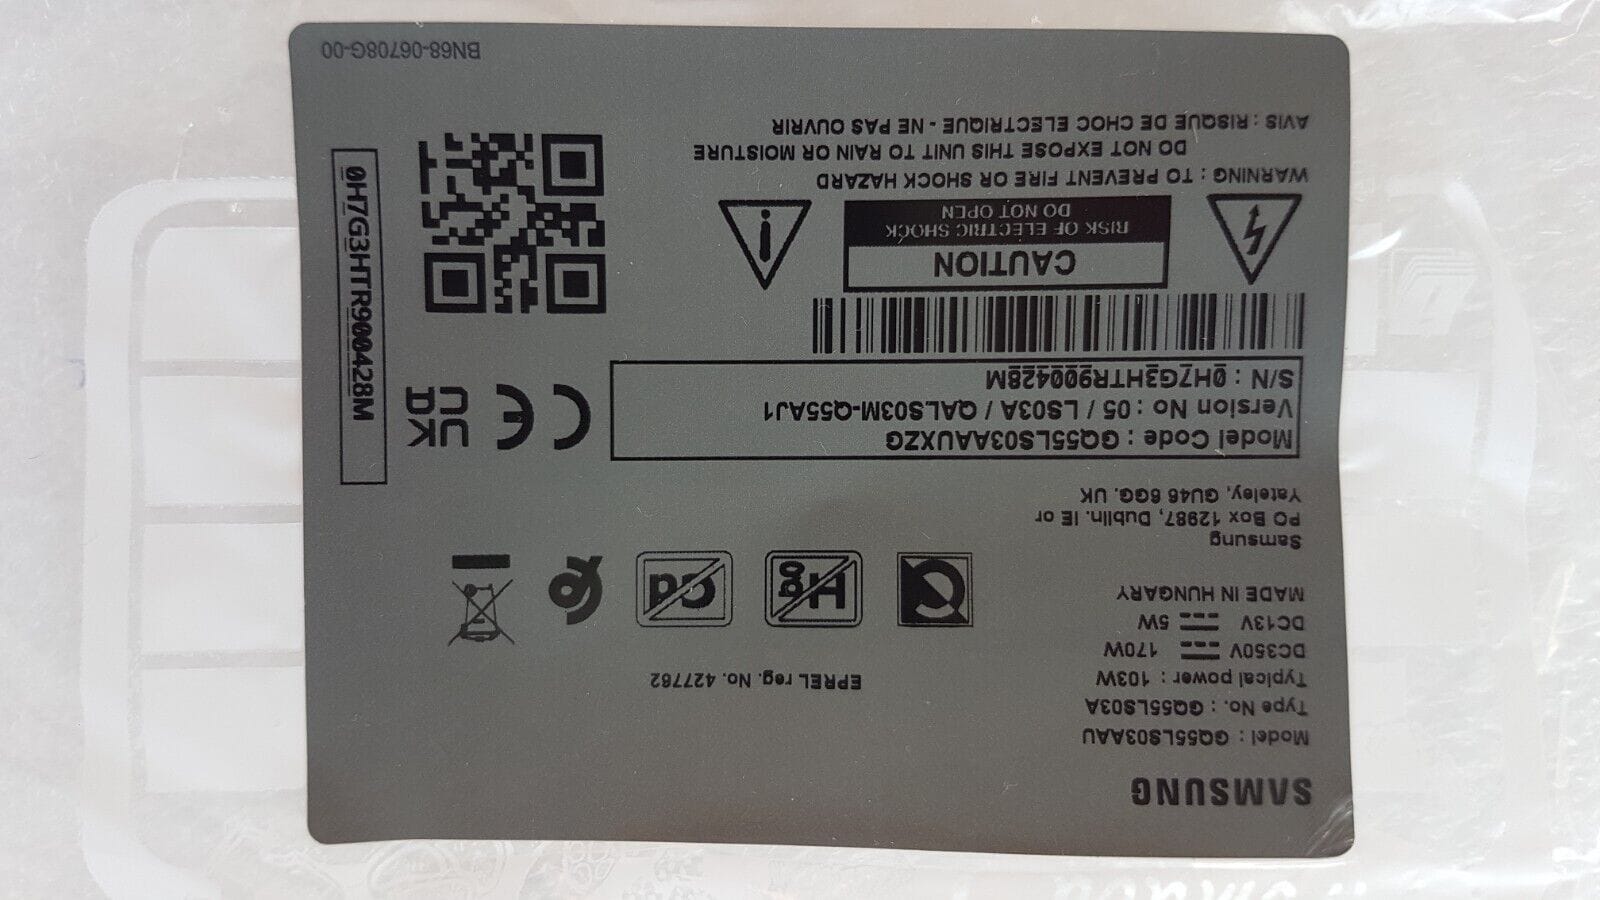 SAMSUNG
Model : GQ55LS03AAU
Type No. : GQ55LS03A
Typical power : 103W
DC350V 170W
DC13V 5W
MADE IN HUNGARY
EPREL reg. No. 427762
Hg
Cd
Samsung
PO Box 12987, Dublin. IE or
Yateley, GU46 6GG. UK
Model Code : GQ55LS03AAUXZG
Version No : 05 / LS03A / QALS03M-Q55AJ1
S/N : 0H7G3HTR900428M
CE
UK
CA
0H7G3HTR900428M
CAUTION
RISK OF ELECTRIC SHOCK
DO NOT OPEN
WARNING : TO PREVENT FIRE OR SHOCK HAZARD
DO NOT EXPOSE THIS UNIT TO RAIN OR MOISTURE
AVIS : RISQUE DE CHOC ELECTRIQUE - NE PAS OUVRIR
BN68-06708G-00